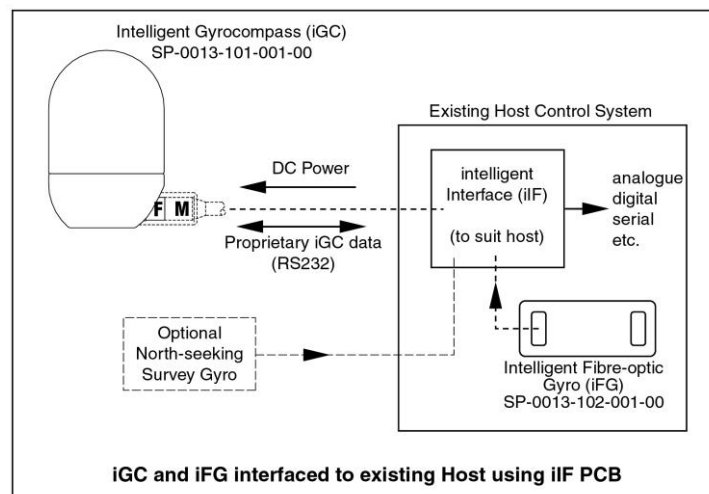 Intelligent Gyrocompass (iGC)
SP-0013-101-001-00
Existing Host Control System
DC Power
intelligent
Interface (iIF)
(to suit host)
analogue
digital
serial
etc.
F M
Proprietary iGC data
(RS232)
Optional
North-seeking
Survey Gyro
Intelligent Fibre-optic
Gyro (iFG)
SP-0013-102-001-00
iGC and iFG interfaced to existing Host using iIF PCB